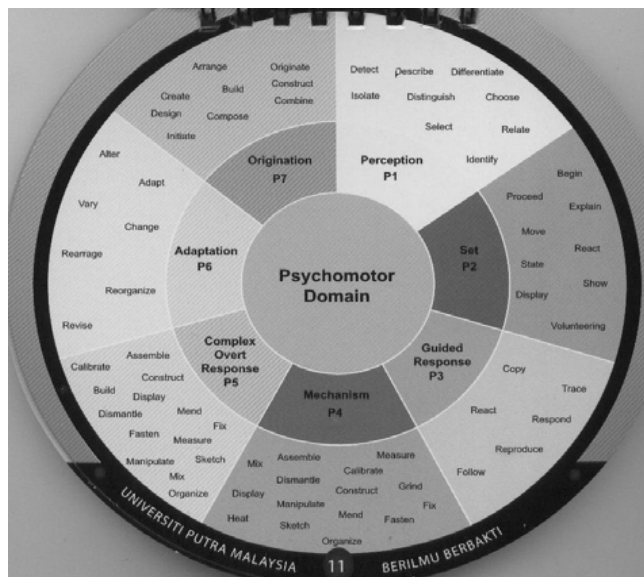 Psychomotor
Domain
Perception
P1
Detect Describe Differentiate
Isolate Distinguish Choose
Select Relate
Identify
Set
P2
Begin
Proceed Explain
Move
React
State
Show
Display
Volunteering
Guided
Response
P3
Copy
Trace
React Respond
Reproduce
Follow
Mechanism
P4
Mix Assemble Measure
Calibrate
Dismantle Grind
Display Construct
Manipulate Fix
Heat Mend Fasten
Sketch
Organize
Complex
Overt
Response
P5
Calibrate Assemble
Build Construct
Display
Dismantle Mend
Fix
Fasten Measure
Manipulate Sketch
Mix
Organize
Adaptation
P6
Alter
Adapt
Vary
Change
Rearrage
Reorganize
Revise
Origination
P7
Arrange Originate
Build Construct
Create Combine
Design Compose
Initiate
UNIVERSITI PUTRA MALAYSIA 11 BERILMU BERBAKTI